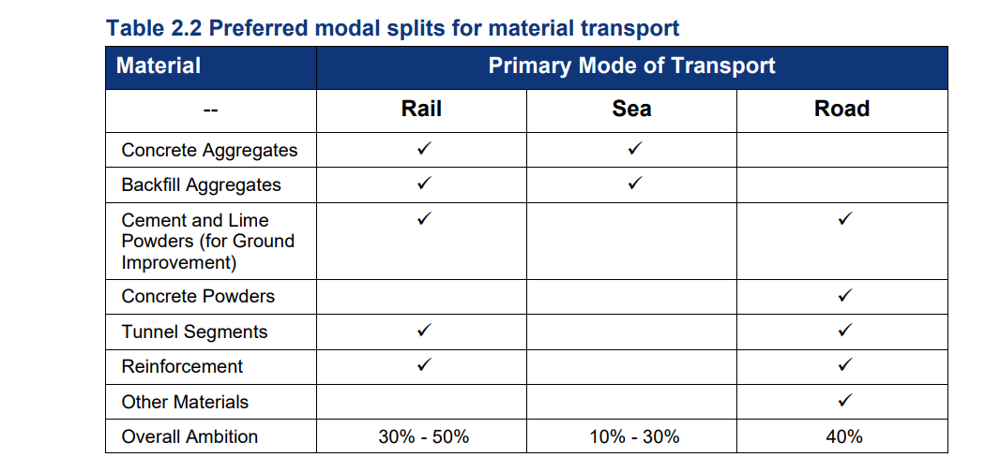 Table 2.2 Preferred modal splits for material transport
Material Primary Mode of Transport
-- Rail Sea Road
Concrete Aggregates ✓ ✓
Backfill Aggregates ✓ ✓
Cement and Lime
Powders (for Ground
Improvement) ✓ ✓
Concrete Powders ✓
Tunnel Segments ✓ ✓
Reinforcement ✓ ✓
Other Materials ✓
Overall Ambition 30% - 50% 10% - 30% 40%